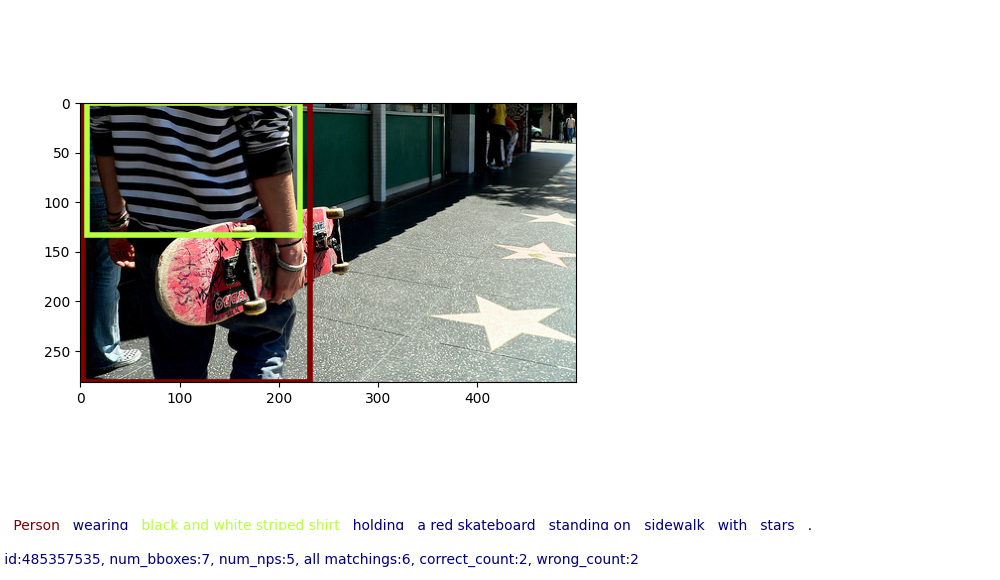 0
50
100
150
200
250
0 100 200 300 400
Person wearing black and white striped shirt holding a red skateboard standing on sidewalk with stars .
id:485357535, num_bboxes:7, num_nps:5, all matchings:6, correct_count:2, wrong_count:2